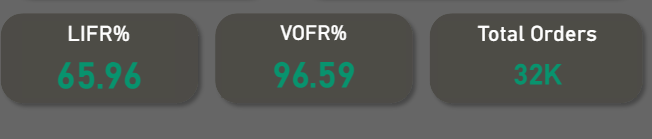 LIFR%
65.96
VOFR%
96.59
Total Orders
32K